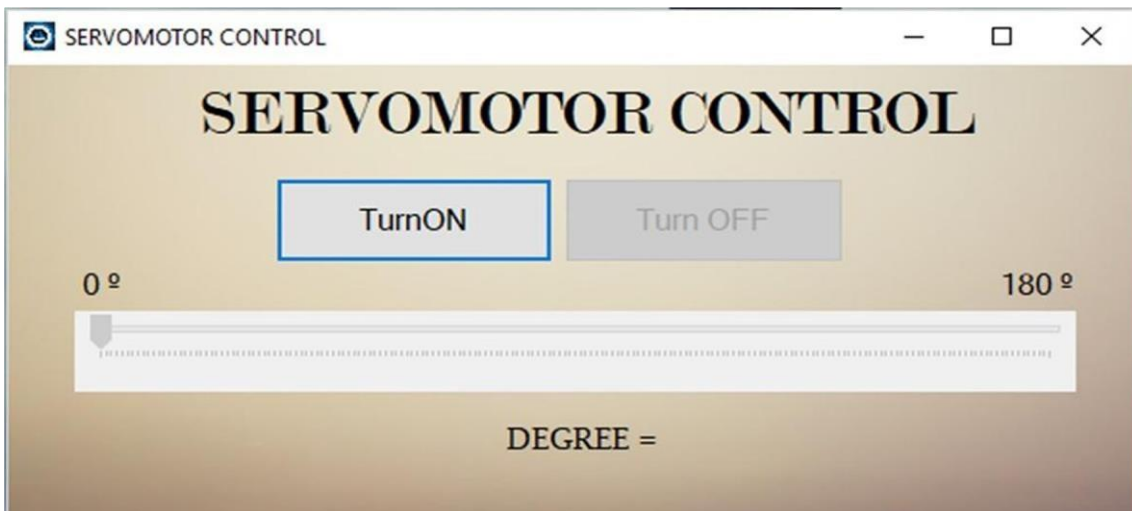 SERVOMOTOR CONTROL
SERVOMOTOR CONTROL
TurnON
Turn OFF
0 º
180 º
DEGREE =